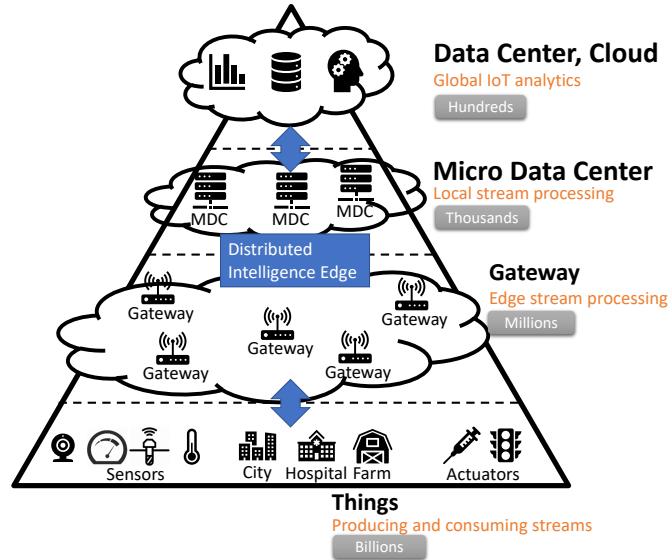 Data Center, Cloud
Global IoT analytics
Hundreds
Micro Data Center
Local stream processing
Thousands
MDC
MDC
MDC
Distributed
Intelligence Edge
Gateway
Edge stream processing
Millions
Gateway
Gateway
Gateway
Gateway
Gateway
Sensors
City
Hospital
Farm
Actuators
Things
Producing and consuming streams
Billions